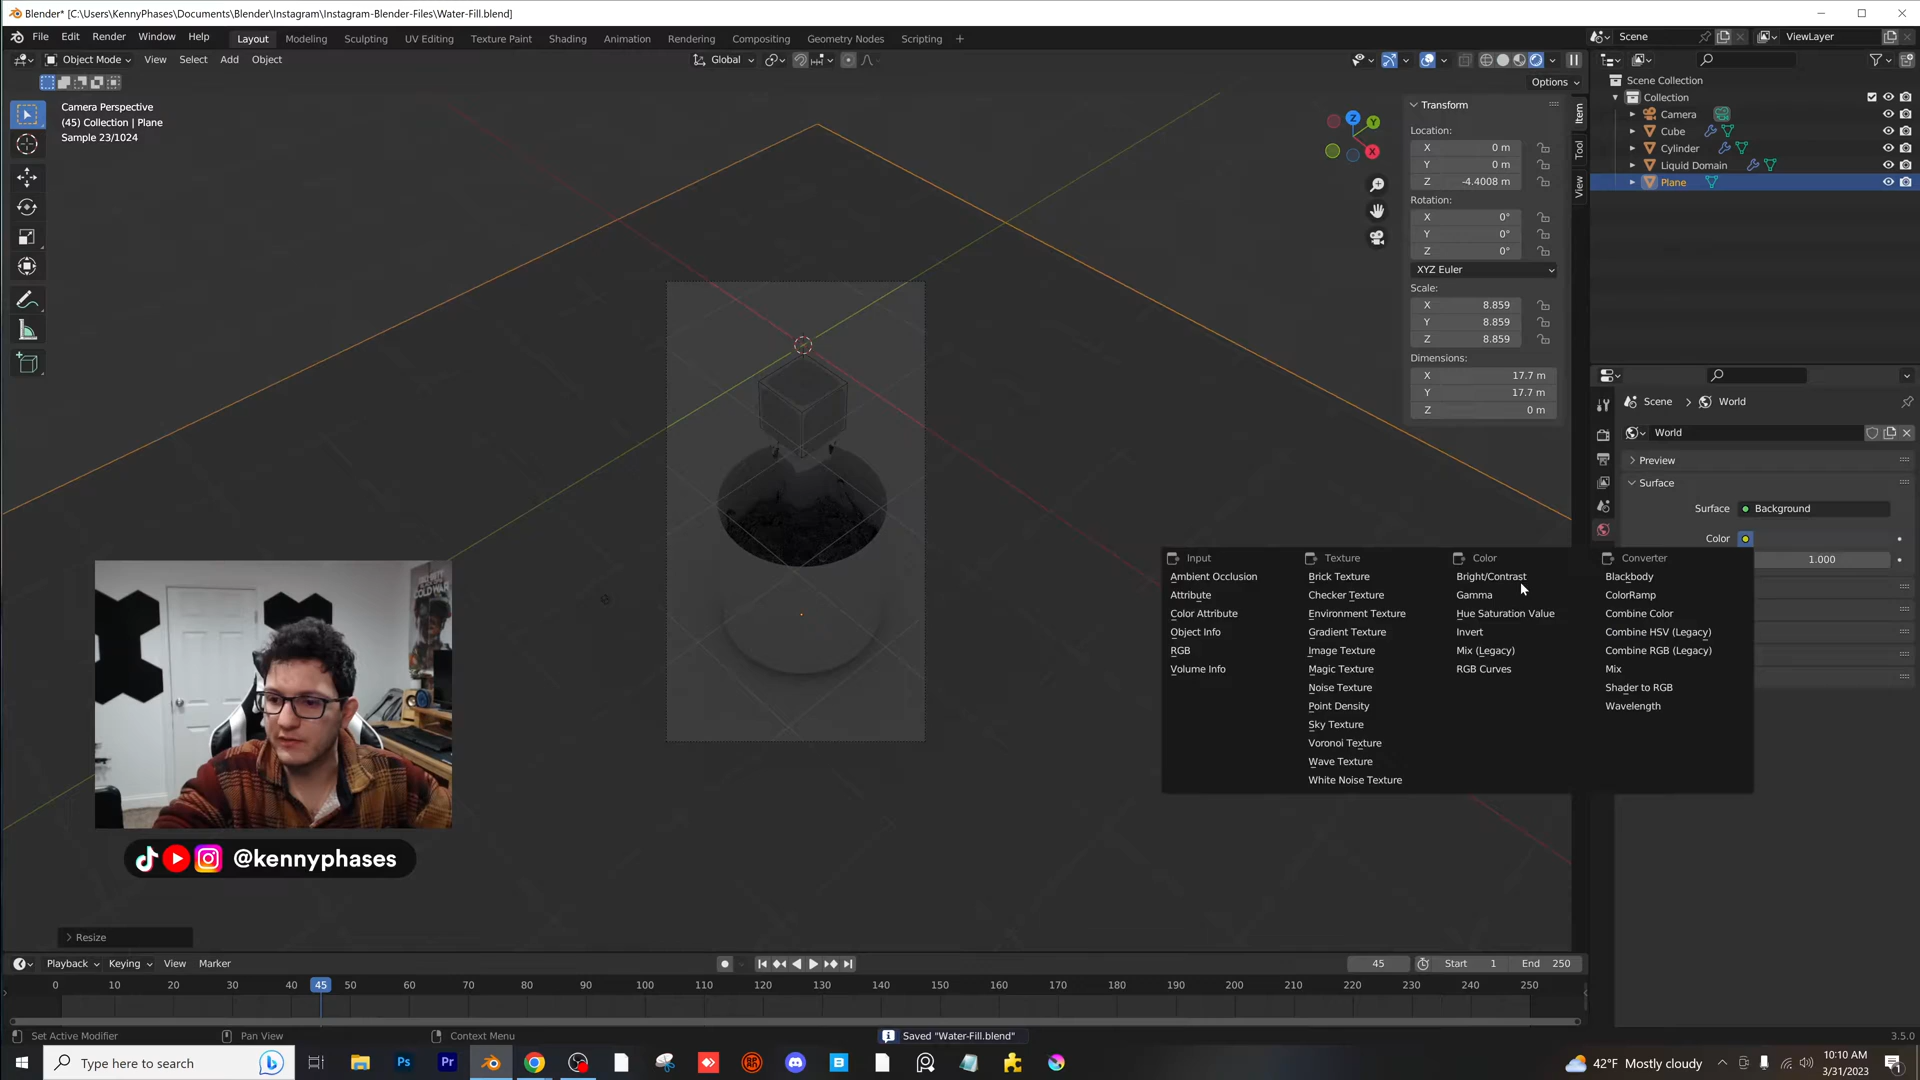 Blender* [C:\Users\KennyPhases\Documents\Blender\Instagram\Instagram-Blender-Files\Water-Fill.blend]
File Edit Render Window Help
Layout Modeling Sculpting UV Editing Texture Paint Shading Animation Rendering Compositing Geometry Nodes Scripting +
Scene ViewLayer
Object Mode View Select Add Object Global
Options
Camera Perspective
(45) Collection | Plane
Sample 23/1024
Transform
Location:
X 0 m
Y 0 m
Z -4.4008 m
Rotation:
X 0°
Y 0°
Z 0°
XYZ Euler
Scale:
X 8.859
Y 8.859
Z 8.859
Dimensions:
X 17.7 m
Y 17.7 m
Z 0 m
Item
Tool
View
Z
Y
X
Scene Collection
Collection
Camera
Cube
Cylinder
Liquid Domain
Plane
Scene > World
World
Preview
Surface
Surface Background
Color
1.000
Input Texture Color Converter
Ambient Occlusion Brick Texture Bright/Contrast Blackbody
Attribute Checker Texture Gamma ColorRamp
Color Attribute Environment Texture Hue Saturation Value Combine Color
Object Info Gradient Texture Invert Combine HSV (Legacy)
RGB Image Texture Mix (Legacy) Combine RGB (Legacy)
Volume Info Magic Texture RGB Curves Mix
Noise Texture Shader to RGB
Point Density Wavelength
Sky Texture
Voronoi Texture
Wave Texture
White Noise Texture
@kennyphases
Resize
Playback Keying View Marker
45 Start 1 End 250
0 10 20 30 40 45 50 60 70 80 90 100 110 120 130 140 150 160 170 180 190 200 210 220 230 240 250
Set Active Modifier Pan View Context Menu Saved "Water-Fill.blend" 3.5.0
Type here to search
Ps Pr
42°F Mostly cloudy
10:10 AM
3/31/2023